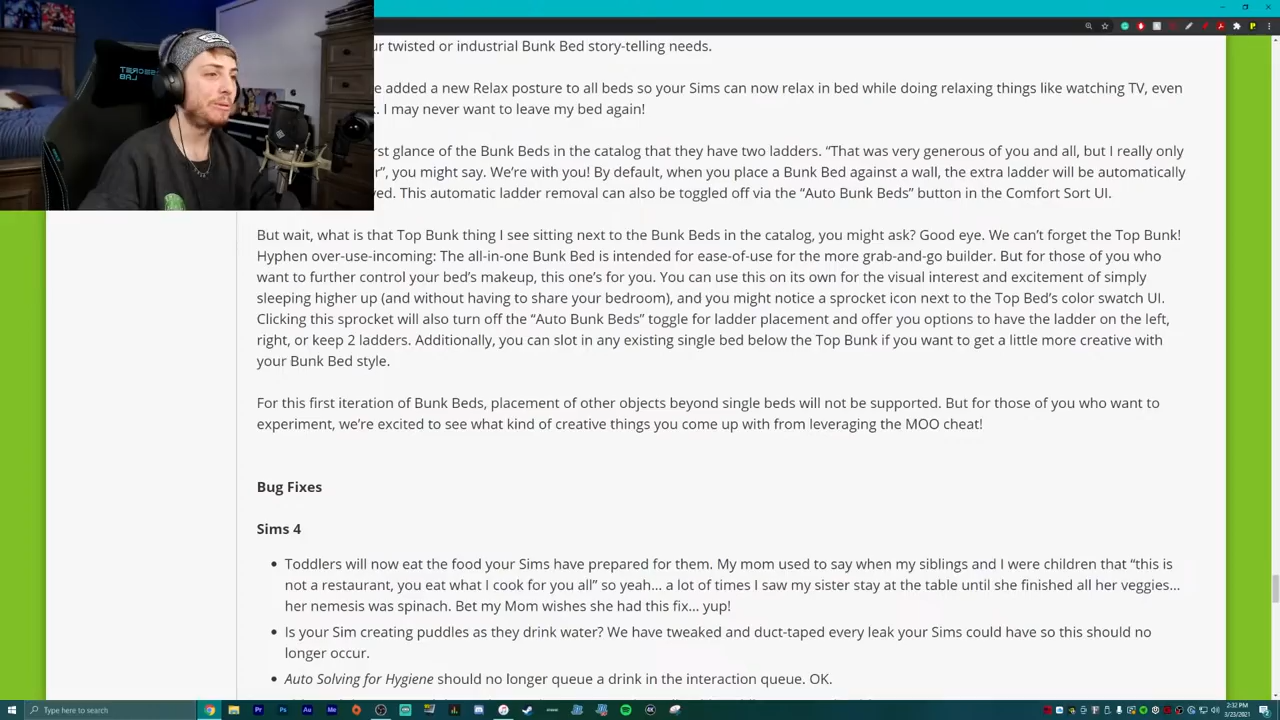 ur twisted or industrial Bunk Bed story-telling needs.
e added a new Relax posture to all beds so your Sims can now relax in bed while doing relaxing things like watching TV, even
. I may never want to leave my bed again!
rst glance of the Bunk Beds in the catalog that they have two ladders. “That was very generous of you and all, but I really only
r”, you might say. We’re with you! By default, when you place a Bunk Bed against a wall, the extra ladder will be automatically
ved. This automatic ladder removal can also be toggled off via the “Auto Bunk Beds” button in the Comfort Sort UI.
But wait, what is that Top Bunk thing I see sitting next to the Bunk Beds in the catalog, you might ask? Good eye. We can’t forget the Top Bunk!
Hyphen over-use-incoming: The all-in-one Bunk Bed is intended for ease-of-use for the more grab-and-go builder. But for those of you who
want to further control your bed’s makeup, this one’s for you. You can use this on its own for the visual interest and excitement of simply
sleeping higher up (and without having to share your bedroom), and you might notice a sprocket icon next to the Top Bed’s color swatch UI.
Clicking this sprocket will also turn off the “Auto Bunk Beds” toggle for ladder placement and offer you options to have the ladder on the left,
right, or keep 2 ladders. Additionally, you can slot in any existing single bed below the Top Bunk if you want to get a little more creative with
your Bunk Bed style.
For this first iteration of Bunk Beds, placement of other objects beyond single beds will not be supported. But for those of you who want to
experiment, we’re excited to see what kind of creative things you come up with from leveraging the MOO cheat!
Bug Fixes
Sims 4
• Toddlers will now eat the food your Sims have prepared for them. My mom used to say when my siblings and I were children that “this is
not a restaurant, you eat what I cook for you all” so yeah… a lot of times I saw my sister stay at the table until she finished all her veggies…
her nemesis was spinach. Bet my Mom wishes she had this fix… yup!
• Is your Sim creating puddles as they drink water? We have tweaked and duct-taped every leak your Sims could have so this should no
longer occur.
• Auto Solving for Hygiene should no longer queue a drink in the interaction queue. OK.
Type here to search
2:32 PM
3/23/2021